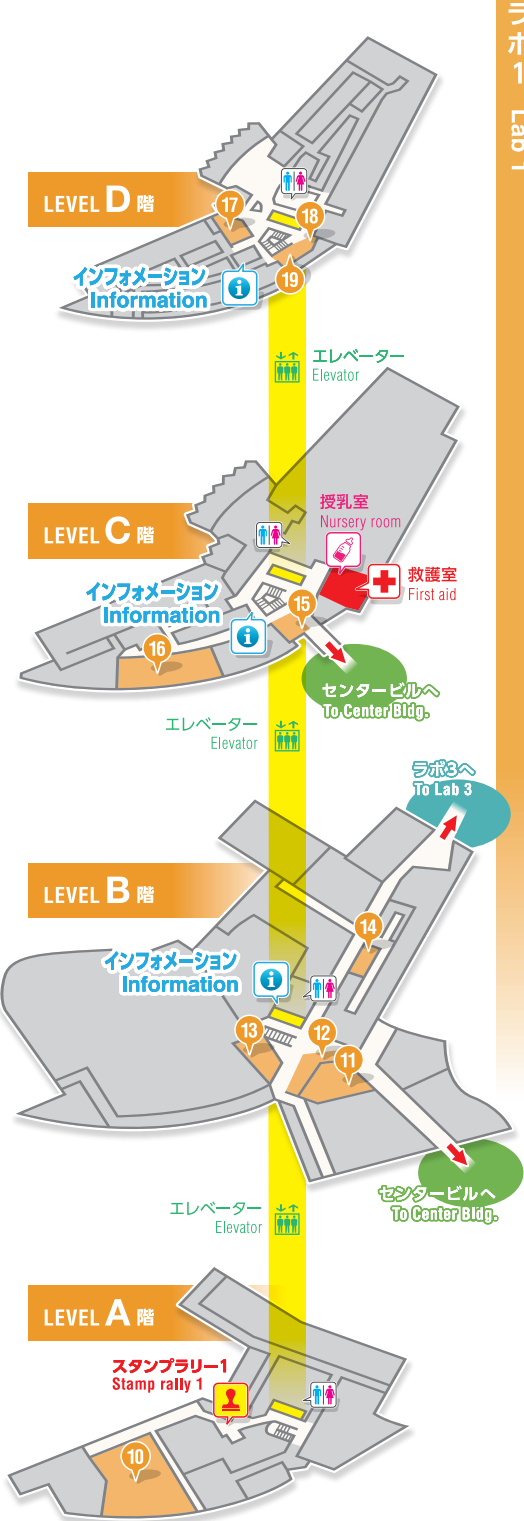 ラボ1 Lab 1
LEVEL D 階
17
18
19
インフォメーション
Information
エレベーター
Elevator
LEVEL C 階
授乳室
Nursery room
救護室
First aid
インフォメーション
Information
15
16
センタービルへ
To Center Bldg.
エレベーター
Elevator
ラボ3へ
To Lab 3
LEVEL B 階
14
インフォメーション
Information
13
12
11
センタービルへ
To Center Bldg.
エレベーター
Elevator
LEVEL A 階
スタンプラリー1
Stamp rally 1
10